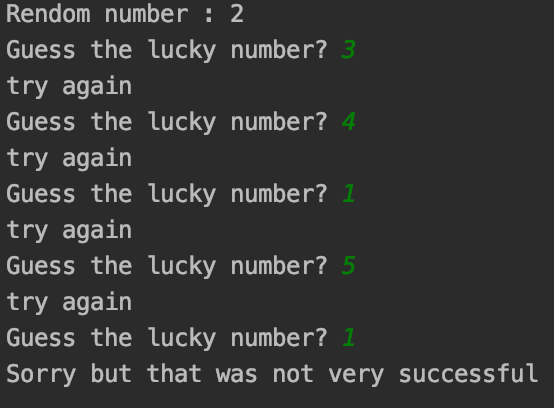 Rendom number : 2
Guess the lucky number? 3
try again
Guess the lucky number? 4
try again
Guess the lucky number? 1
try again
Guess the lucky number? 5
try again
Guess the lucky number? 1
Sorry but that was not very successful